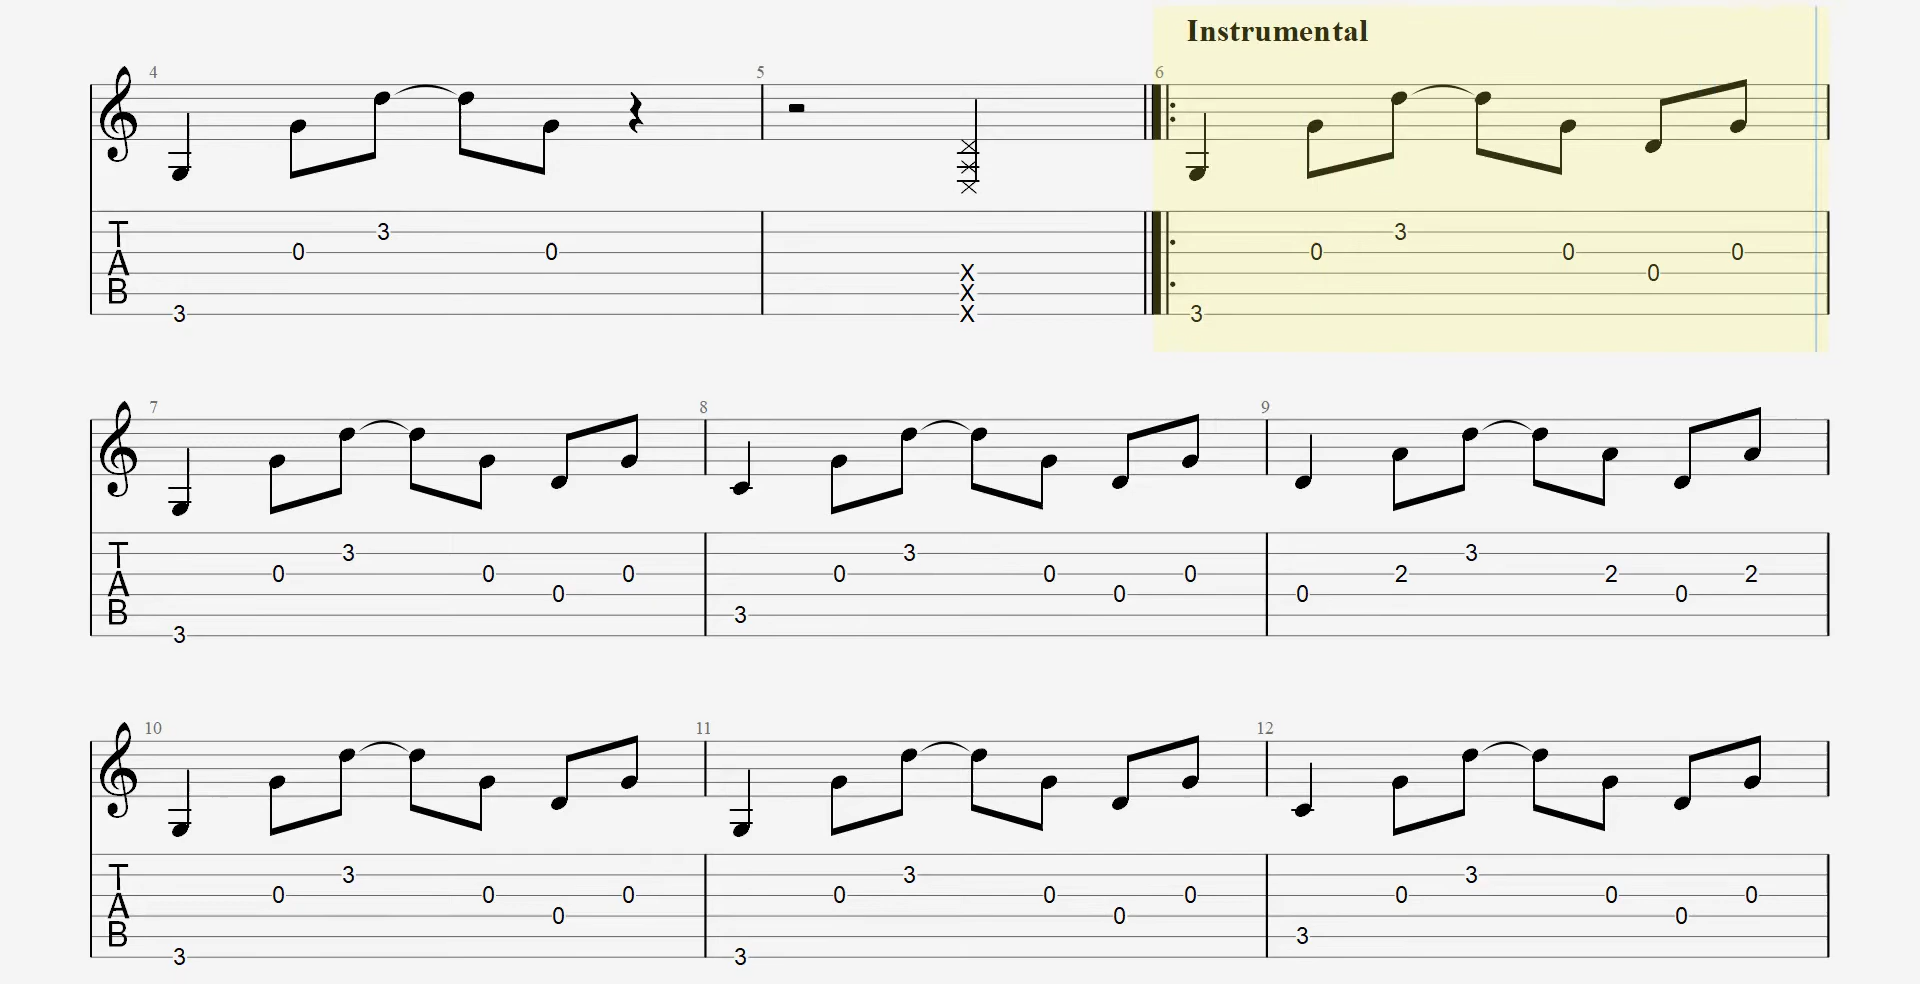 Instrumental
4 5 6
T 3 3
0 0 0 0
A X 0
B X
3 X 3
7 8 9
T 3 3 3
A 0 0 0 0 0 0 2 2 2
0 0 0 0
B 3
3
10 11 12
T 3 3 3
0 0 0 0 0 0 0 0 0
A 0 0 0
B 3
3 3